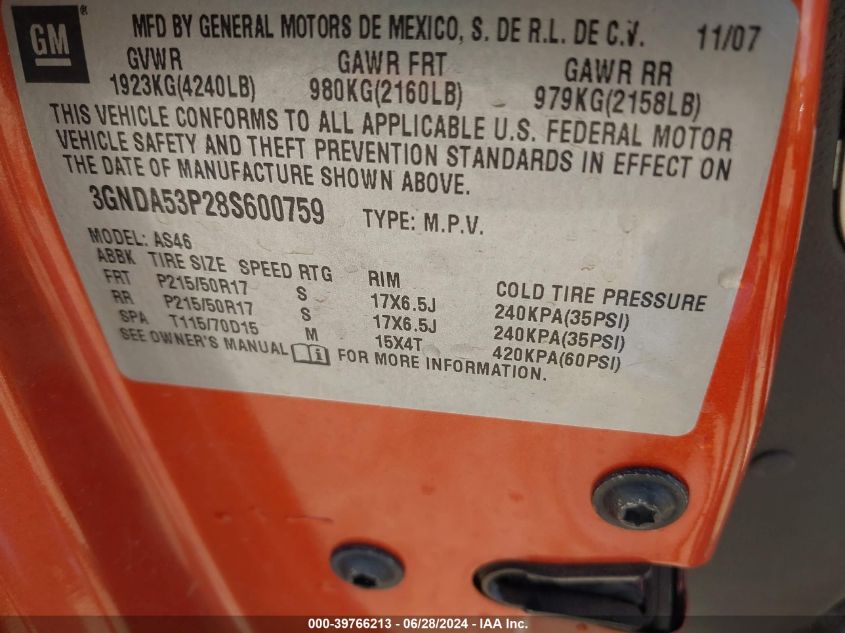 GM
MFD BY GENERAL MOTORS DE MEXICO, S. DE R.L. DE C.V. 11/07
GVWR GAWR FRT GAWR RR
1923KG(4240LB) 980KG(2160LB) 979KG(2158LB)
THIS VEHICLE CONFORMS TO ALL APPLICABLE U.S. FEDERAL MOTOR
VEHICLE SAFETY AND THEFT PREVENTION STANDARDS IN EFFECT ON
THE DATE OF MANUFACTURE SHOWN ABOVE.
3GNDA53P28S600759 TYPE: M.P.V.
MODEL: AS46
ABBK TIRE SIZE SPEED RTG RIM COLD TIRE PRESSURE
FRT P215/50R17 S 17X6.5J 240KPA(35PSI)
RR P215/50R17 S 17X6.5J 240KPA(35PSI)
SPA T115/70D15 M 15X4T 420KPA(60PSI)
SEE OWNER'S MANUAL FOR MORE INFORMATION.
000-39766213 - 06/28/2024 - IAA Inc.